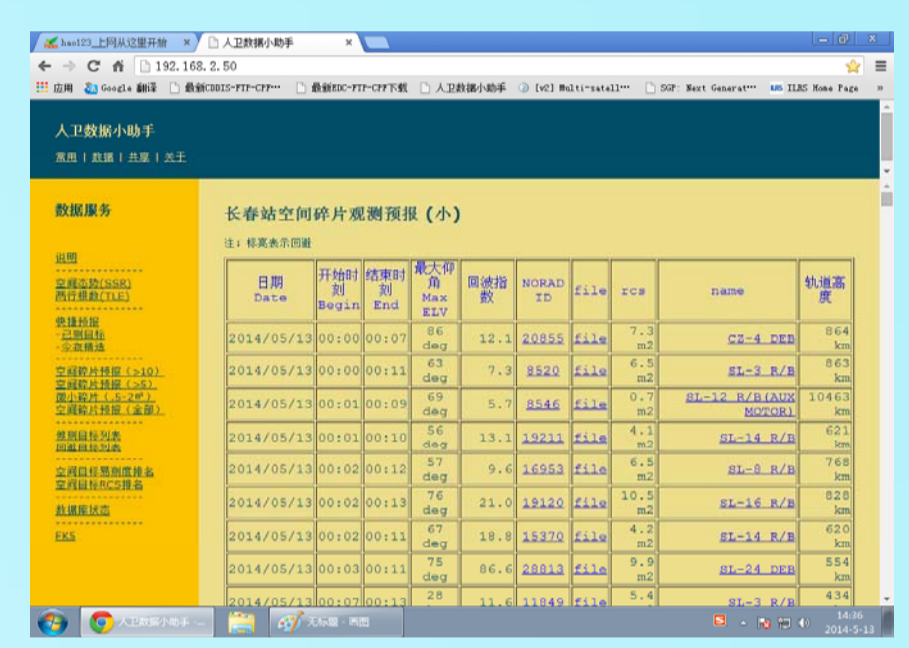 hao123_上网从这里开始
人卫数据小助手
192.168.2.50
应用 Google 翻译 最新CDDIS-FTP-CPF… 最新EDC-FTP-CPF下载 人卫数据小助手 [v2] Multi-satell… SGP: Next Generat… ILRS Home Page »
人卫数据小助手
常用 | 数据 | 共享 | 关于
数据服务
说明
空间态势(SSR)
两行根数(TLE)
快捷预报
-已测目标
-今夜精选
空间碎片预报（>10）
空间碎片预报（>5）
微小碎片（.5-2㎡）
空间碎片预报（全部）
回避目标列表
空间目标易测度排名
空间目标RCS排名
数据库状态
EKS
长春站空间碎片观测预报 (小)
注：标亮表示回避
日期 Date 开始时刻 Begin 结束时刻 End 最大仰角 Max ELV 回波指数 NORAD ID file rcs name 轨道高度
2014/05/13 00:00 00:07 86 deg 12.1 20855 file 7.3 m2 CZ-4 DEB 864 km
2014/05/13 00:00 00:11 63 deg 7.3 8520 file 6.5 m2 SL-3 R/B 863 km
2014/05/13 00:01 00:09 69 deg 5.7 8546 file 0.7 m2 SL-12 R/B(AUX MOTOR) 10463 km
2014/05/13 00:01 00:10 56 deg 13.1 19211 file 4.1 m2 SL-14 R/B 621 km
2014/05/13 00:02 00:12 57 deg 9.6 16953 file 6.5 m2 SL-8 R/B 768 km
2014/05/13 00:02 00:13 76 deg 21.0 19120 file 10.5 m2 SL-16 R/B 828 km
2014/05/13 00:02 00:11 67 deg 18.8 15370 file 4.2 m2 SL-14 R/B 620 km
2014/05/13 00:03 00:11 75 deg 86.6 28813 file 9.9 m2 SL-24 DEB 554 km
2014/05/13 00:07 00:13 28 11.6 11849 file 5.4 SL-3 R/B 434
人卫数据小助手 -...
无标题 - 画图
14:36
2014-5-13